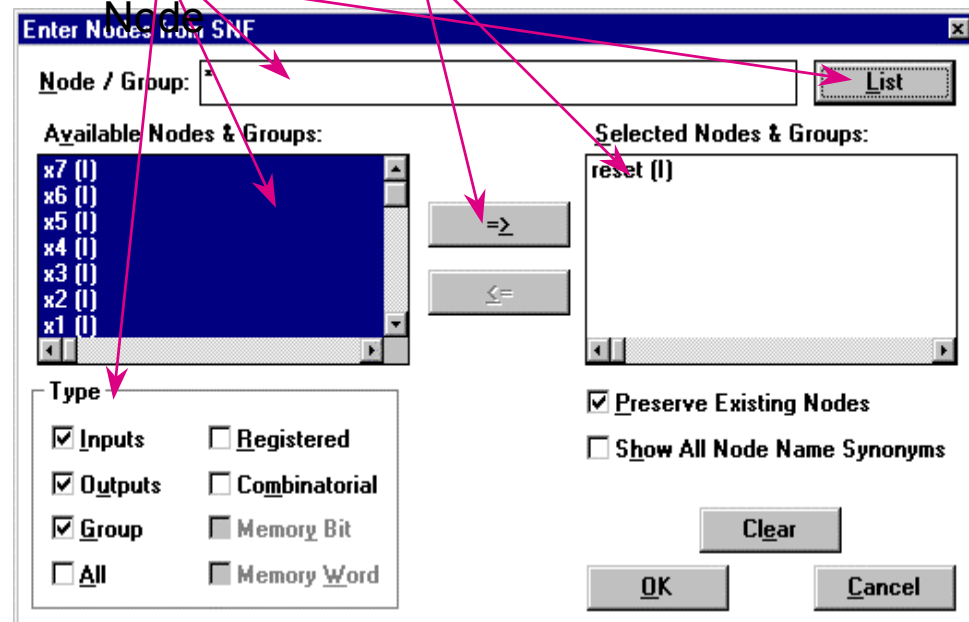 Node
Enter Nodes from SNF
Node / Group: *
List
Available Nodes & Groups:
Selected Nodes & Groups:
x7 (I)
x6 (I)
x5 (I)
x4 (I)
x3 (I)
x2 (I)
x1 (I)
=>
<=
reset (I)
Type
Inputs
Registered
Outputs
Combinatorial
Group
Memory Bit
All
Memory Word
Preserve Existing Nodes
Show All Node Name Synonyms
Clear
OK
Cancel